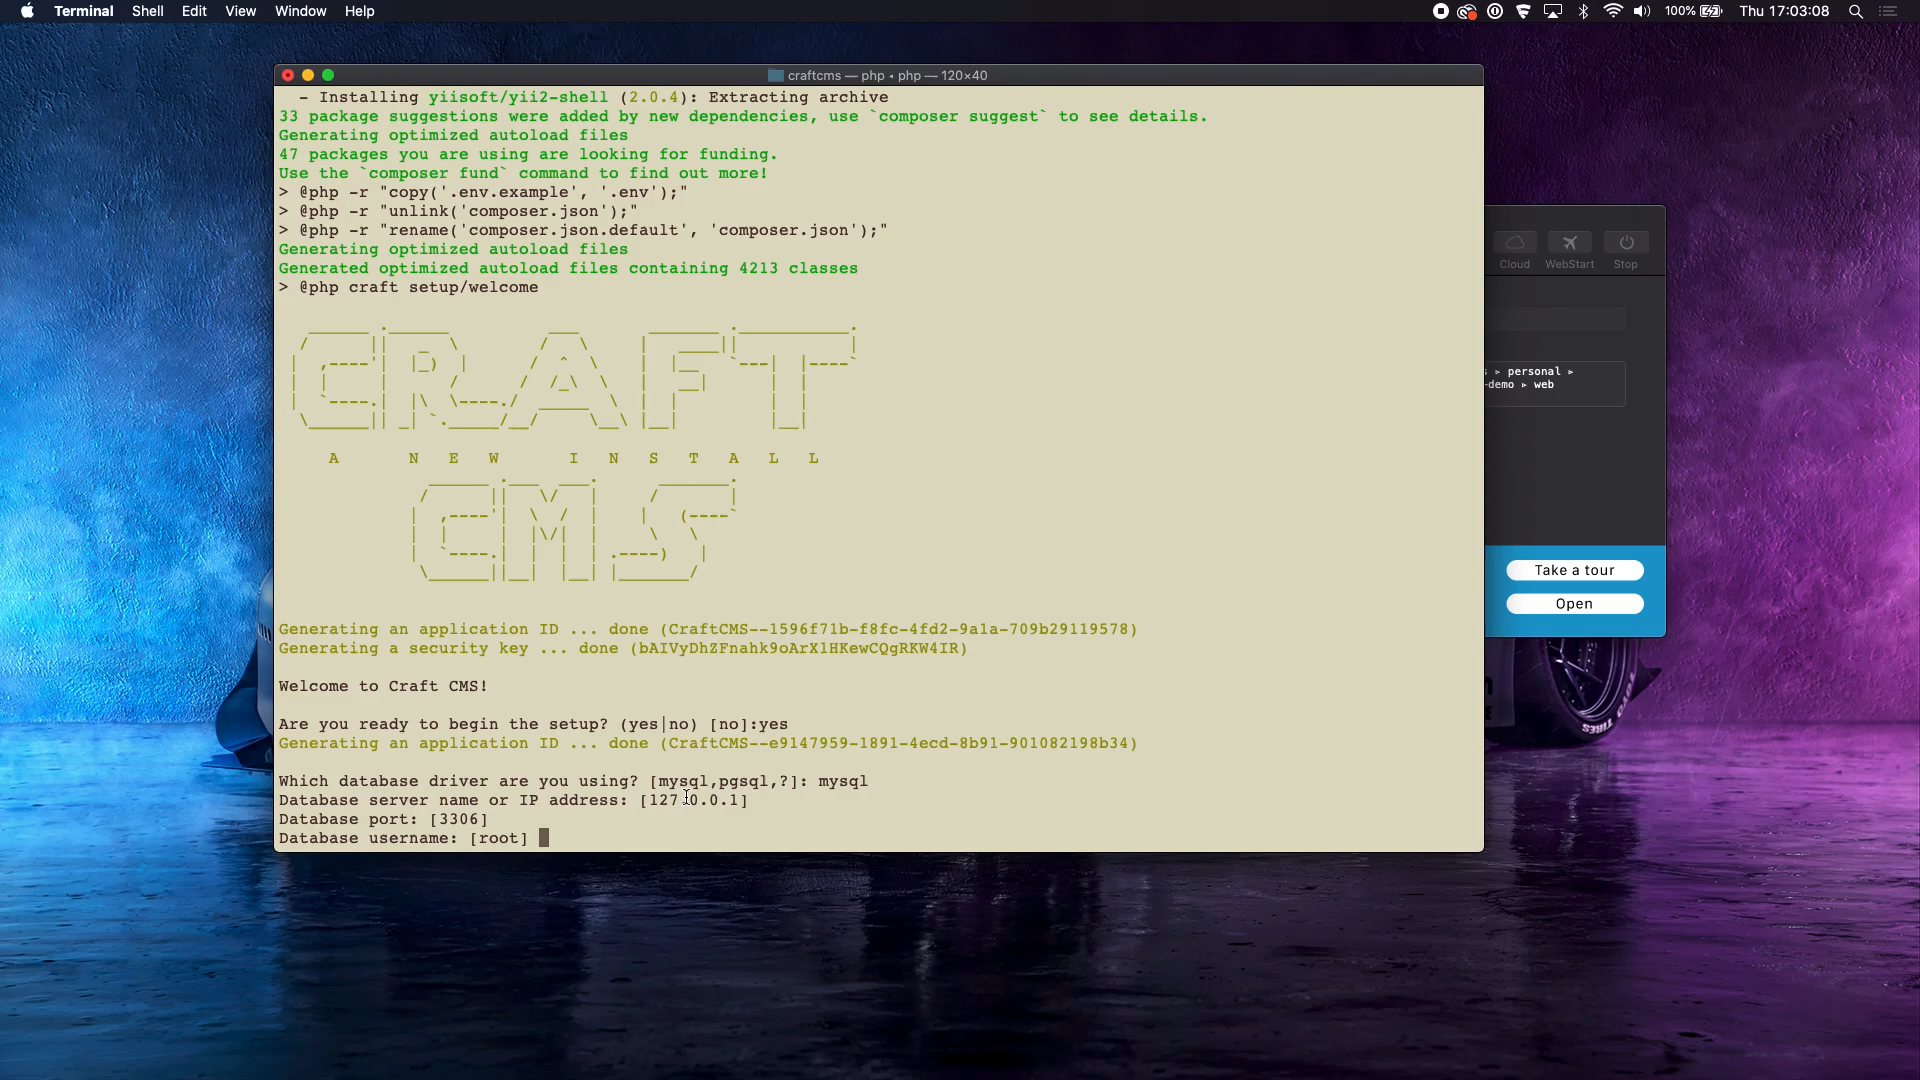 Terminal Shell Edit View Window Help
100% Thu 17:03:08
craftcms — php ◂ php — 120×40
- Installing yiisoft/yii2-shell (2.0.4): Extracting archive
33 package suggestions were added by new dependencies, use `composer suggest` to see details.
Generating optimized autoload files
47 packages you are using are looking for funding.
Use the `composer fund` command to find out more!
> @php -r "copy('.env.example', '.env');"
> @php -r "unlink('composer.json');"
> @php -r "rename('composer.json.default', 'composer.json');"
Generating optimized autoload files
Generated optimized autoload files containing 4213 classes
> @php craft setup/welcome
CRAFT
A NEW INSTALL
CMS
Generating an application ID ... done (CraftCMS--1596f71b-f8fc-4fd2-9a1a-709b29119578)
Generating a security key ... done (bAIVyDhZFnahk9oArX1HKewCQgRKW4IR)
Welcome to Craft CMS!
Are you ready to begin the setup? (yes|no) [no]:yes
Generating an application ID ... done (CraftCMS--e9147959-1891-4ecd-8b91-901082198b34)
Which database driver are you using? [mysql,pgsql,?]: mysql
Database server name or IP address: [127.0.0.1]
Database port: [3306]
Database username: [root]
Cloud WebStart Stop
s ▹ personal ▹
-demo ▹ web
Take a tour
Open